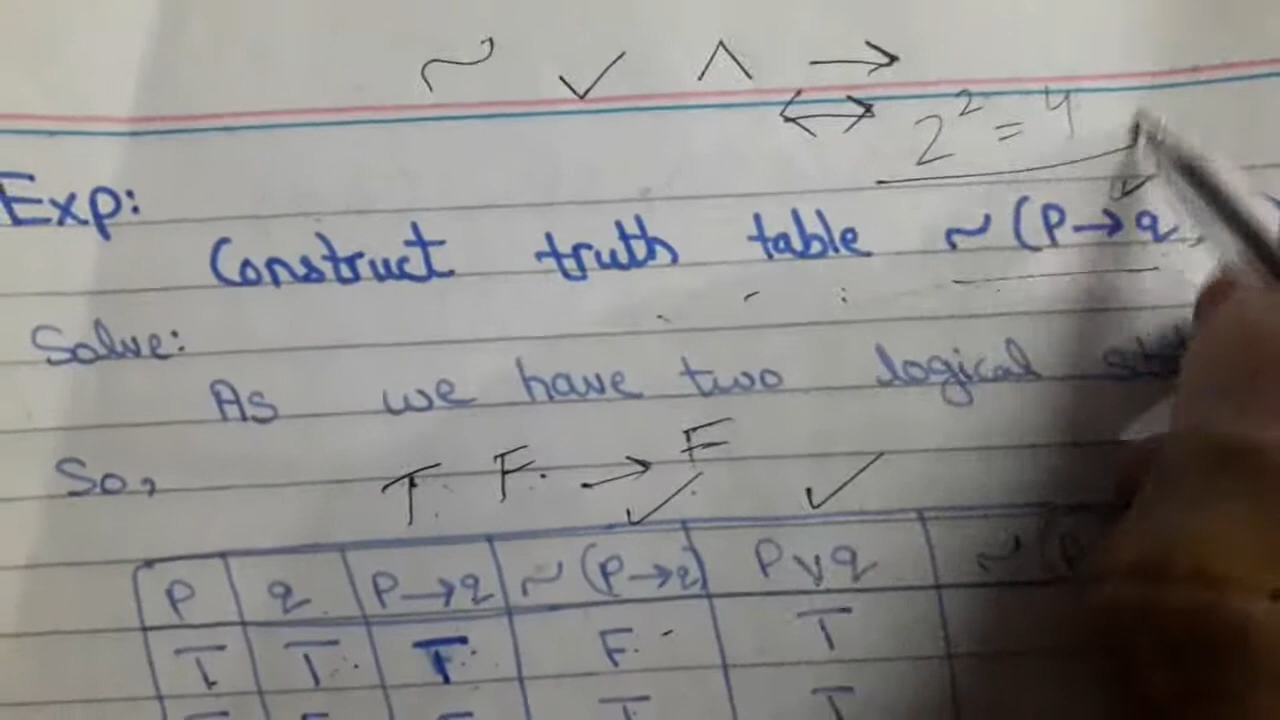 ~ ∨ ∧ →
↔ 2² = 4
Exp:
Construct truth table ~(P→q
Solve:
As we have two logical
So,
T F → F
P q P→q ~(P→q) P∨q ~(P
T T T F T
T T